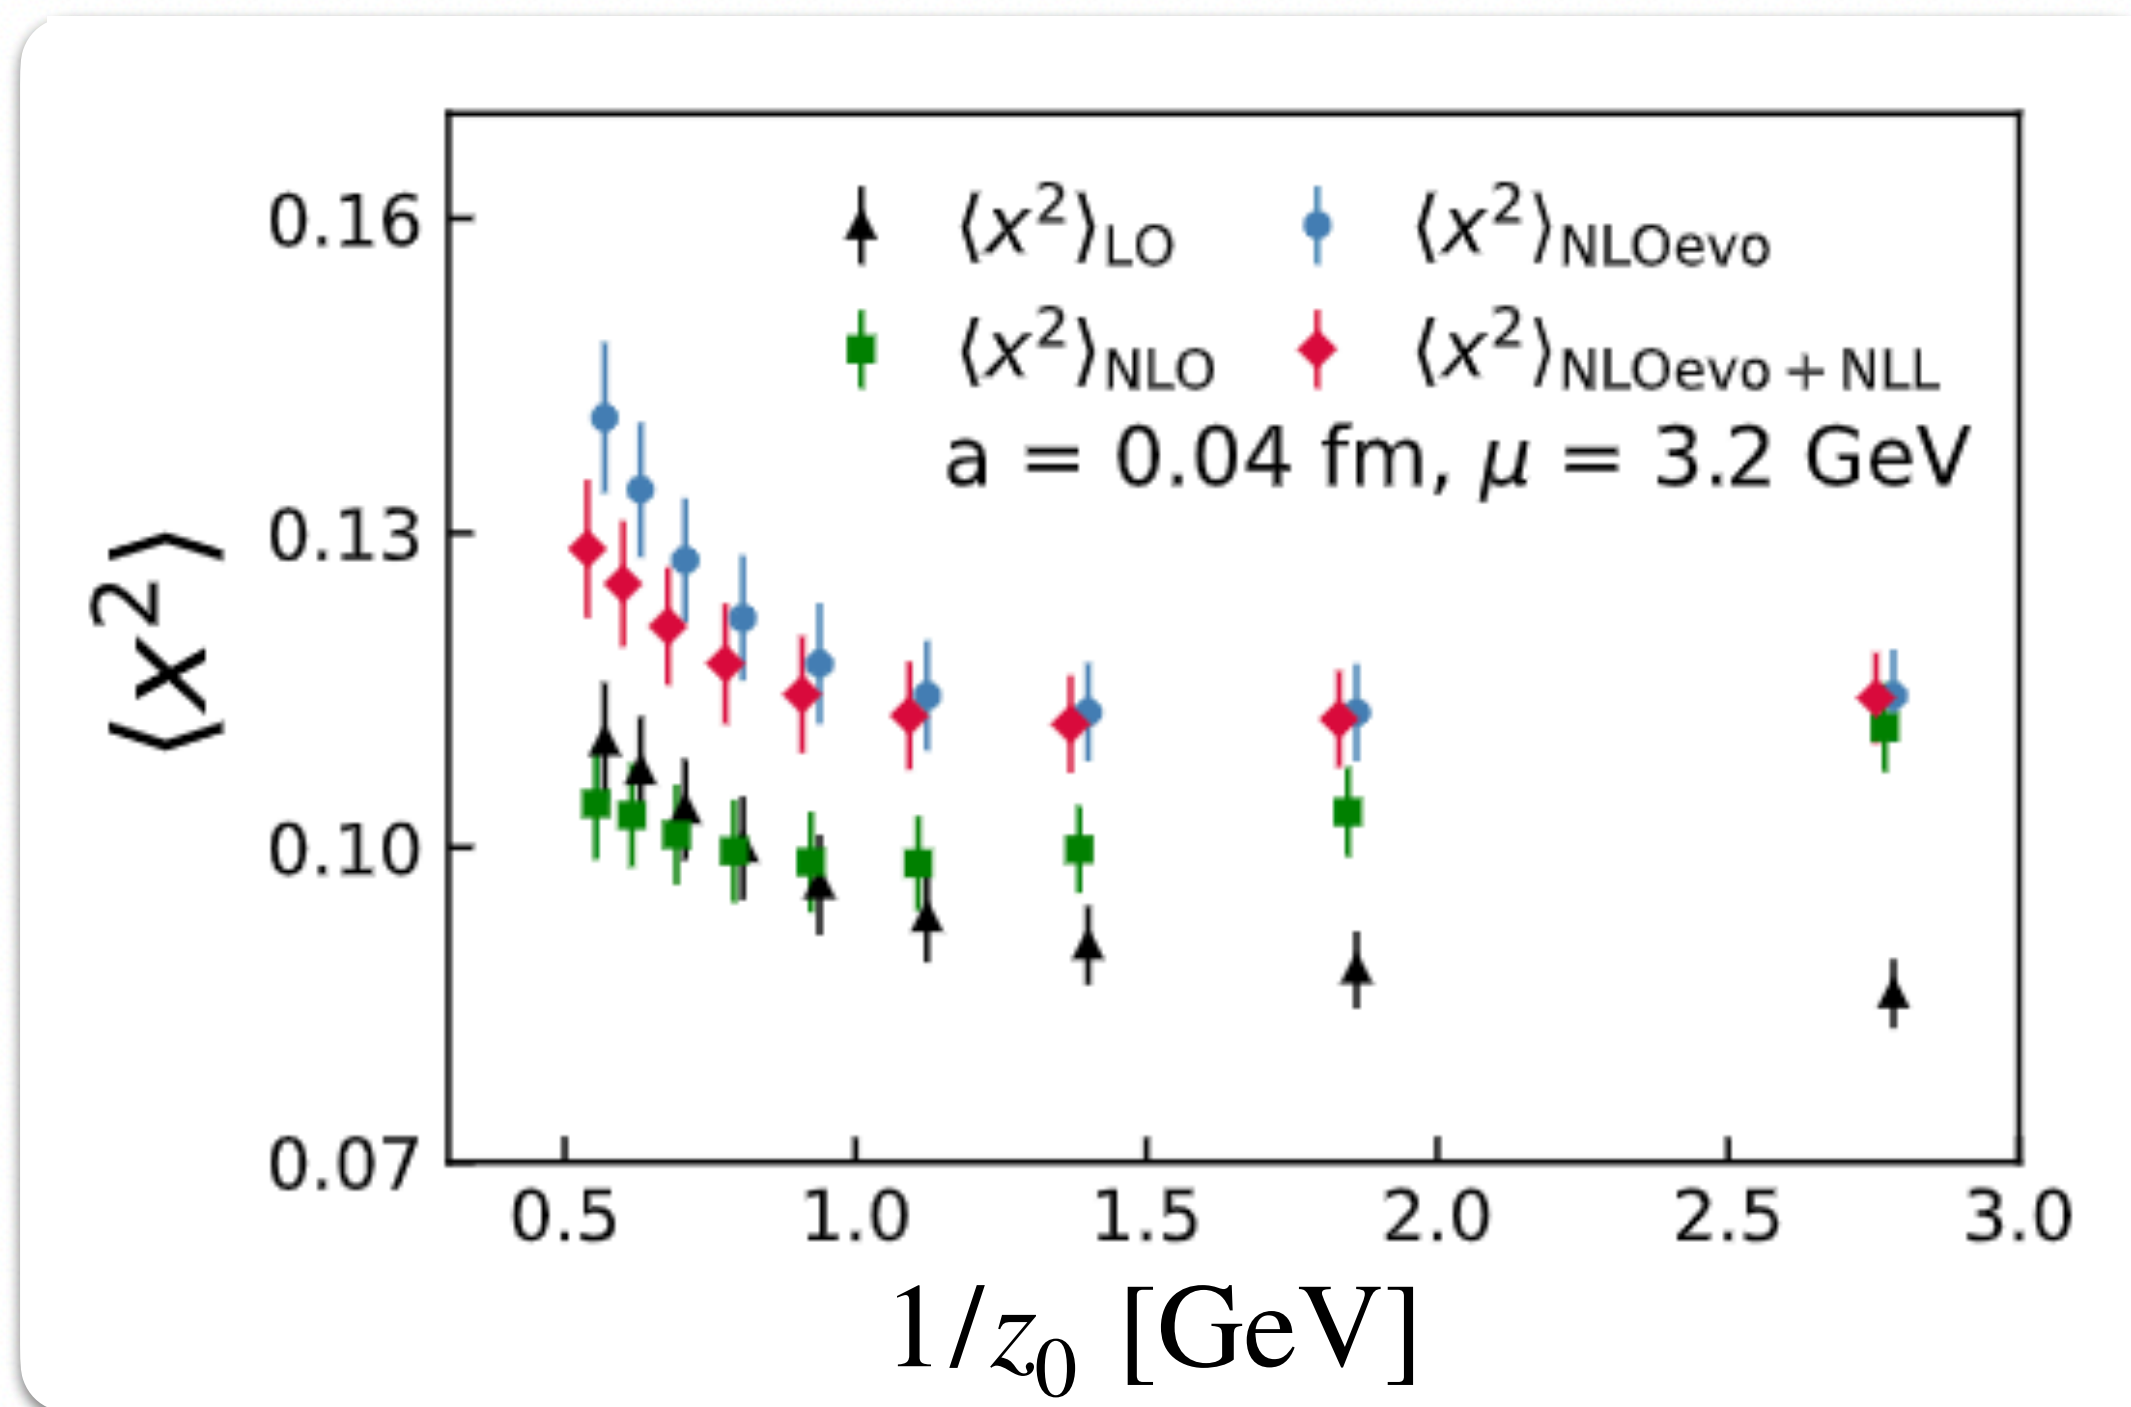 ⟨x²⟩_LO ⟨x²⟩_NLOevo
⟨x²⟩_NLO ⟨x²⟩_NLOevo + NLL
a = 0.04 fm, μ = 3.2 GeV
⟨x²⟩
0.16
0.13
0.10
0.07
0.5 1.0 1.5 2.0 2.5 3.0
1/z₀ [GeV]